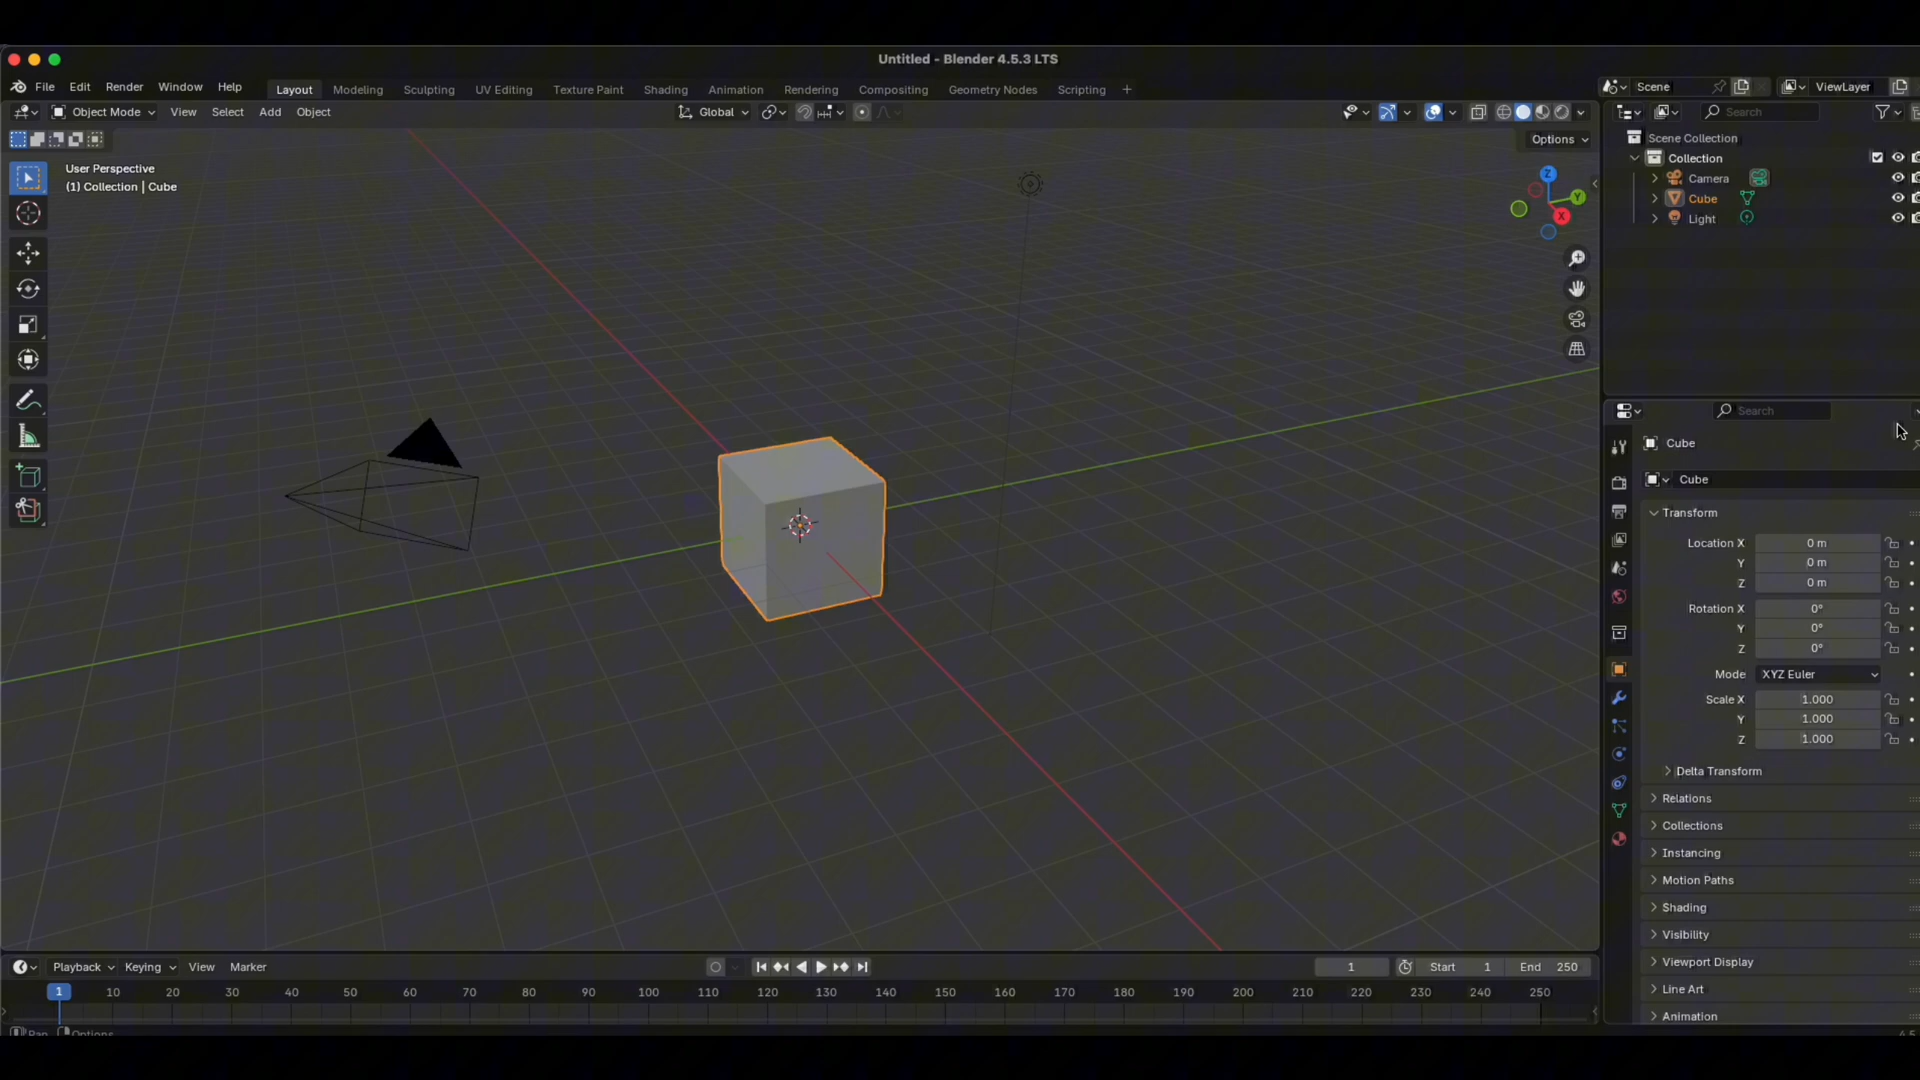 Untitled - Blender 4.5.3 LTS
File Edit Render Window Help Layout Modeling Sculpting UV Editing Texture Paint Shading Animation Rendering Compositing Geometry Nodes Scripting + Scene ViewLayer
Object Mode View Select Add Object Global Search
Options
User Perspective
(1) Collection | Cube
Z
Y
X
Scene Collection
Collection
Camera
Cube
Light
Search
Cube
Cube
Transform
Location X 0 m
Y 0 m
Z 0 m
Rotation X 0°
Y 0°
Z 0°
Mode XYZ Euler
Scale X 1.000
Y 1.000
Z 1.000
Delta Transform
Relations
Collections
Instancing
Motion Paths
Shading
Visibility
Viewport Display
Line Art
Animation
Playback Keying View Marker 1 Start 1 End 250
1 10 20 30 40 50 60 70 80 90 100 110 120 130 140 150 160 170 180 190 200 210 220 230 240 250
Pan Options